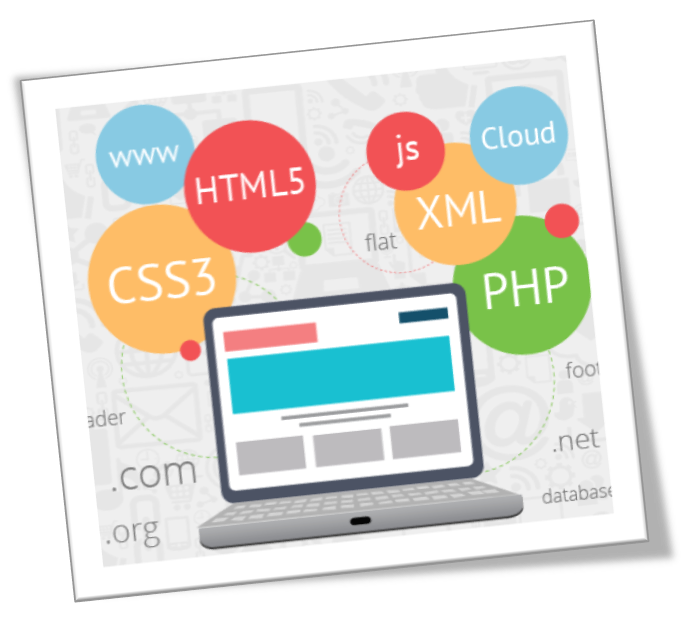 www
HTML5
js
Cloud
XML
flat
CSS3
PHP
foot
ader
.com
.net
.org
database